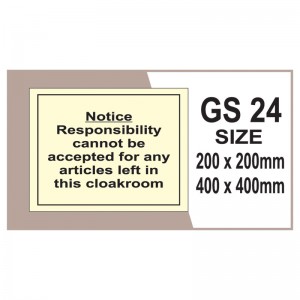 Notice
Responsibility
cannot be
accepted for any
articles left in
this cloakroom
GS 24
SIZE
200 x 200mm
400 x 400mm